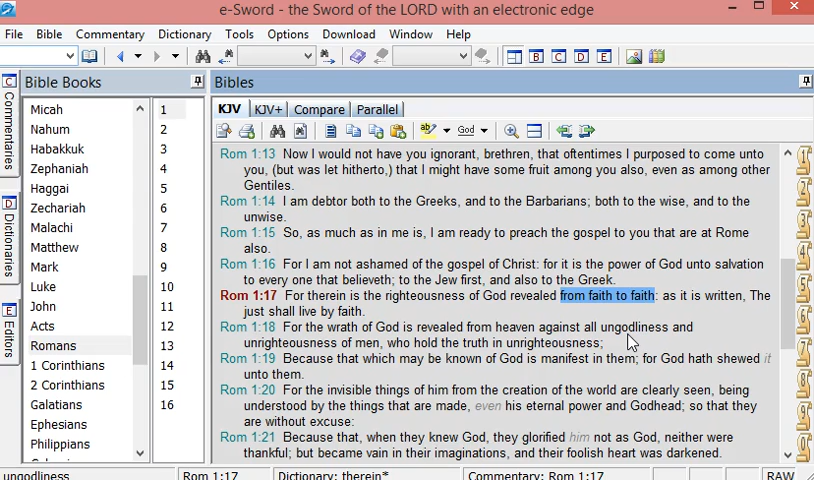 e-Sword - the Sword of the LORD with an electronic edge
File Bible Commentary Dictionary Tools Options Download Window Help
B C D E
Bible Books
Bibles
Commentaries
Dictionaries
Editors
KJV KJV+ Compare Parallel
ab God
Micah 1
Nahum 2
Habakkuk 3
Zephaniah 4
Haggai 5
Zechariah 6
Malachi 7
Matthew 8
Mark 9
Luke 10
John 11
Acts 12
Romans 13
1 Corinthians 14
2 Corinthians 15
Galatians 16
Ephesians
Philippians
Rom 1:13 Now I would not have you ignorant, brethren, that oftentimes I purposed to come unto
you, (but was let hitherto,) that I might have some fruit among you also, even as among other
Gentiles.
Rom 1:14 I am debtor both to the Greeks, and to the Barbarians; both to the wise, and to the
unwise.
Rom 1:15 So, as much as in me is, I am ready to preach the gospel to you that are at Rome
also.
Rom 1:16 For I am not ashamed of the gospel of Christ: for it is the power of God unto salvation
to every one that believeth; to the Jew first, and also to the Greek.
Rom 1:17 For therein is the righteousness of God revealed from faith to faith: as it is written, The
just shall live by faith.
Rom 1:18 For the wrath of God is revealed from heaven against all ungodliness and
unrighteousness of men, who hold the truth in unrighteousness;
Rom 1:19 Because that which may be known of God is manifest in them; for God hath shewed it
unto them.
Rom 1:20 For the invisible things of him from the creation of the world are clearly seen, being
understood by the things that are made, even his eternal power and Godhead; so that they
are without excuse:
Rom 1:21 Because that, when they knew God, they glorified him not as God, neither were
thankful; but became vain in their imaginations, and their foolish heart was darkened.
1
2
3
4
5
6
7
8
9
0
ungodliness Rom 1:17 Dictionary: therein* Commentary: Rom 1:17 RAW